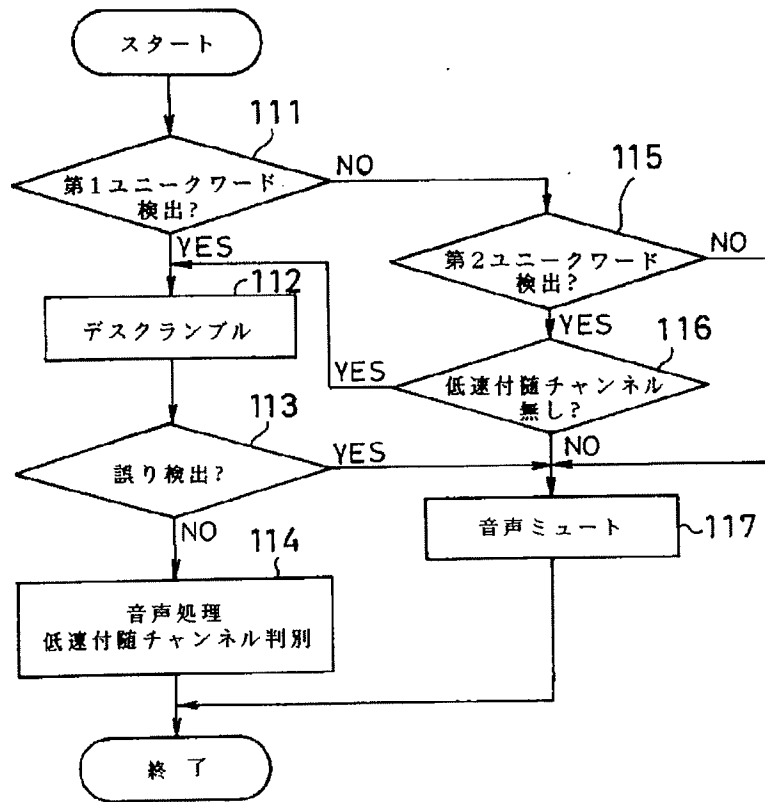 スタート
111
第1ユニークワード
検出?
NO
YES
115
第2ユニークワード
検出?
NO
YES
112
デスクランブル
116
低速付随チャンネル
無し?
YES
NO
113
誤り検出?
YES
NO
音声ミュート
117
114
音声処理
低速付随チャンネル判別
終了